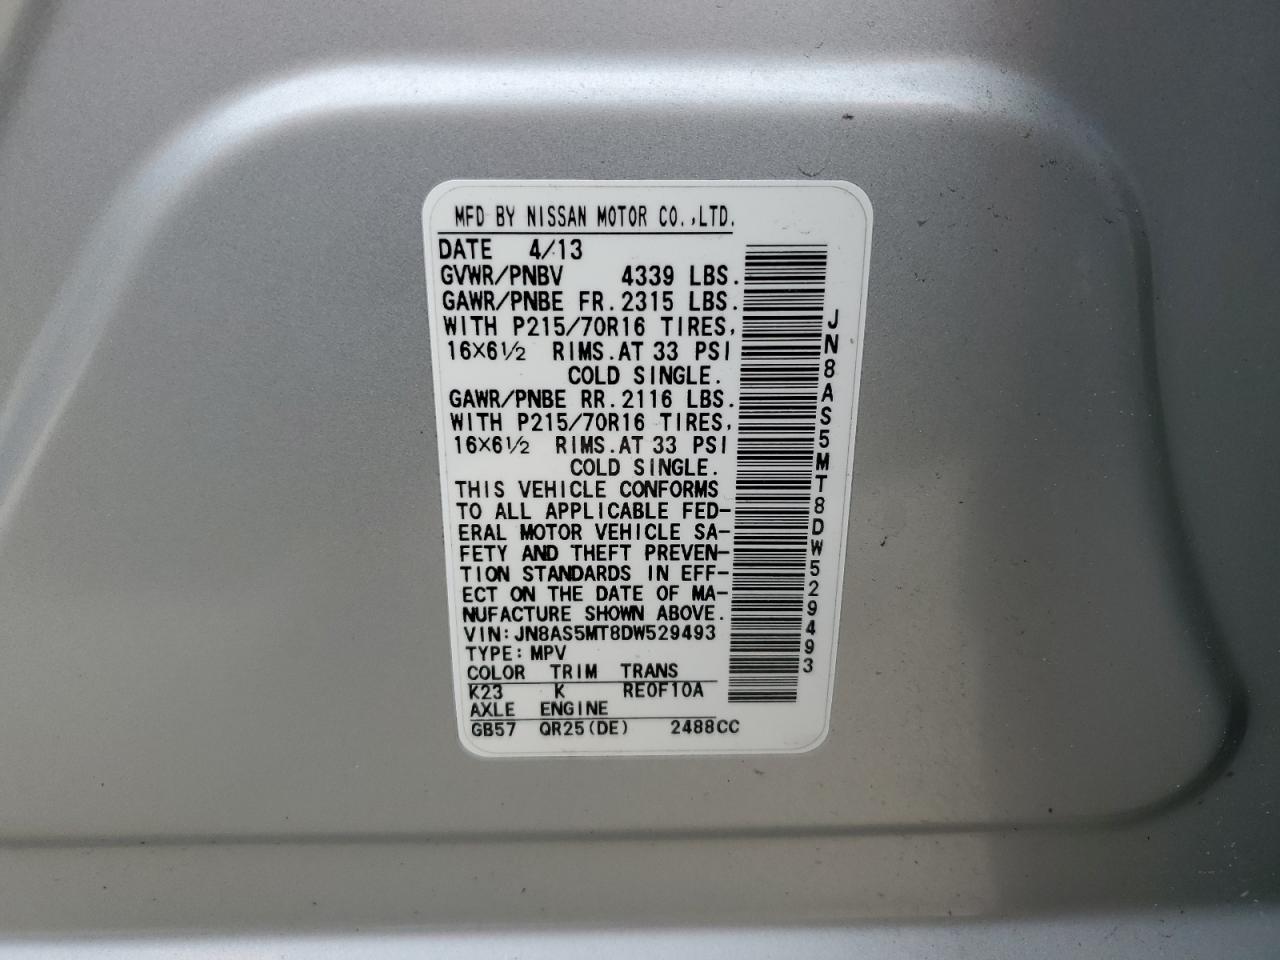 MFD BY NISSAN MOTOR CO.,LTD.
DATE 4/13
GVWR/PNBV 4339 LBS.
GAWR/PNBE FR.2315 LBS.
WITH P215/70R16 TIRES,
16×6½ RIMS.AT 33 PSI
COLD SINGLE.
GAWR/PNBE RR.2116 LBS.
WITH P215/70R16 TIRES,
16×6½ RIMS.AT 33 PSI
COLD SINGLE.
THIS VEHICLE CONFORMS
TO ALL APPLICABLE FED-
ERAL MOTOR VEHICLE SA-
FETY AND THEFT PREVEN-
TION STANDARDS IN EFF-
ECT ON THE DATE OF MA-
NUFACTURE SHOWN ABOVE.
VIN:JN8AS5MT8DW529493
TYPE:MPV
COLOR TRIM TRANS
K23 K RE0F10A
AXLE ENGINE
GB57 QR25(DE) 2488CC
JN8AS5MT8DW529493